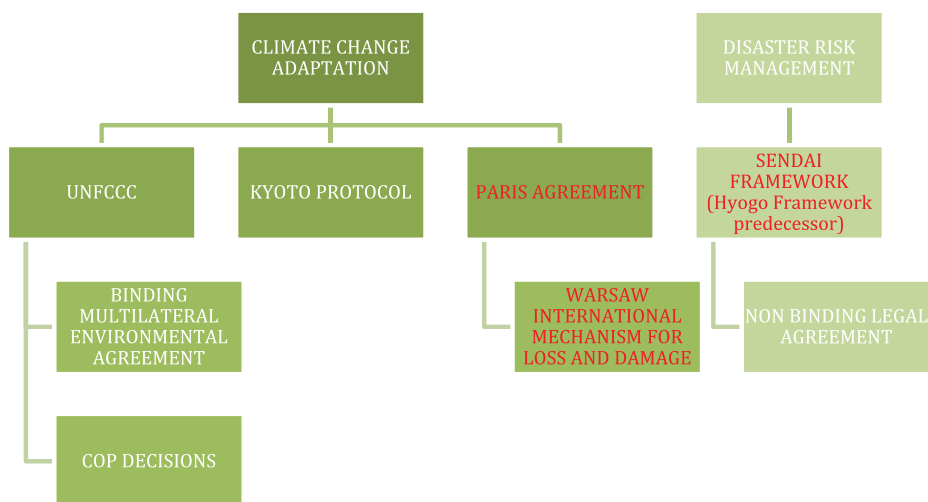 CLIMATE CHANGE
ADAPTATION
DISASTER RISK
MANAGEMENT
UNFCCC
KYOTO PROTOCOL
PARIS AGREEMENT
SENDAI
FRAMEWORK
(Hyogo Framework
predecessor)
BINDING
MULTILATERAL
ENVIRONMENTAL
AGREEMENT
WARSAW
INTERNATIONAL
MECHANISM FOR
LOSS AND DAMAGE
NON BINDING LEGAL
AGREEMENT
COP DECISIONS